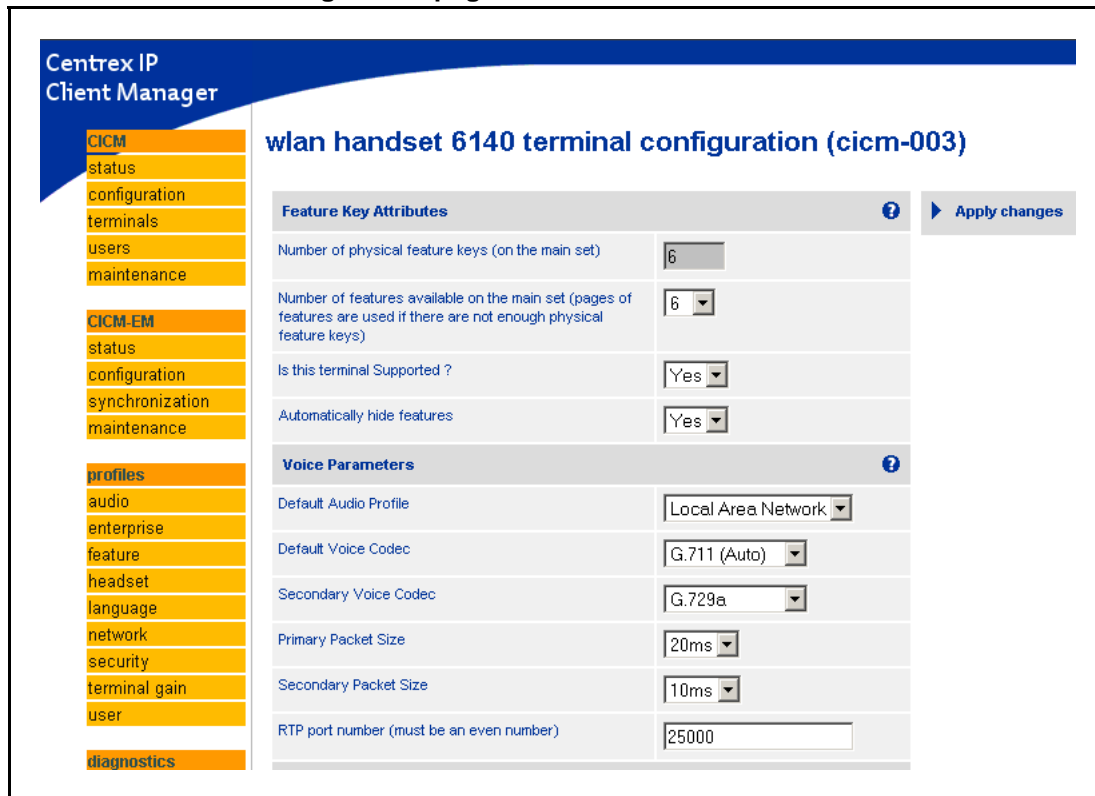 Centrex IP
Client Manager
CICM
status
configuration
terminals
users
maintenance
CICM-EM
status
configuration
synchronization
maintenance
profiles
audio
enterprise
feature
headset
language
network
security
terminal gain
user
diagnostics
wlan handset 6140 terminal configuration (cicm-003)
Feature Key Attributes
Number of physical feature keys (on the main set)
6
Number of features available on the main set (pages of
features are used if there are not enough physical
feature keys)
6
Is this terminal Supported ?
Yes
Automatically hide features
Yes
Voice Parameters
Default Audio Profile
Local Area Network
Default Voice Codec
G.711 (Auto)
Secondary Voice Codec
G.729a
Primary Packet Size
20ms
Secondary Packet Size
10ms
RTP port number (must be an even number)
25000
Apply changes